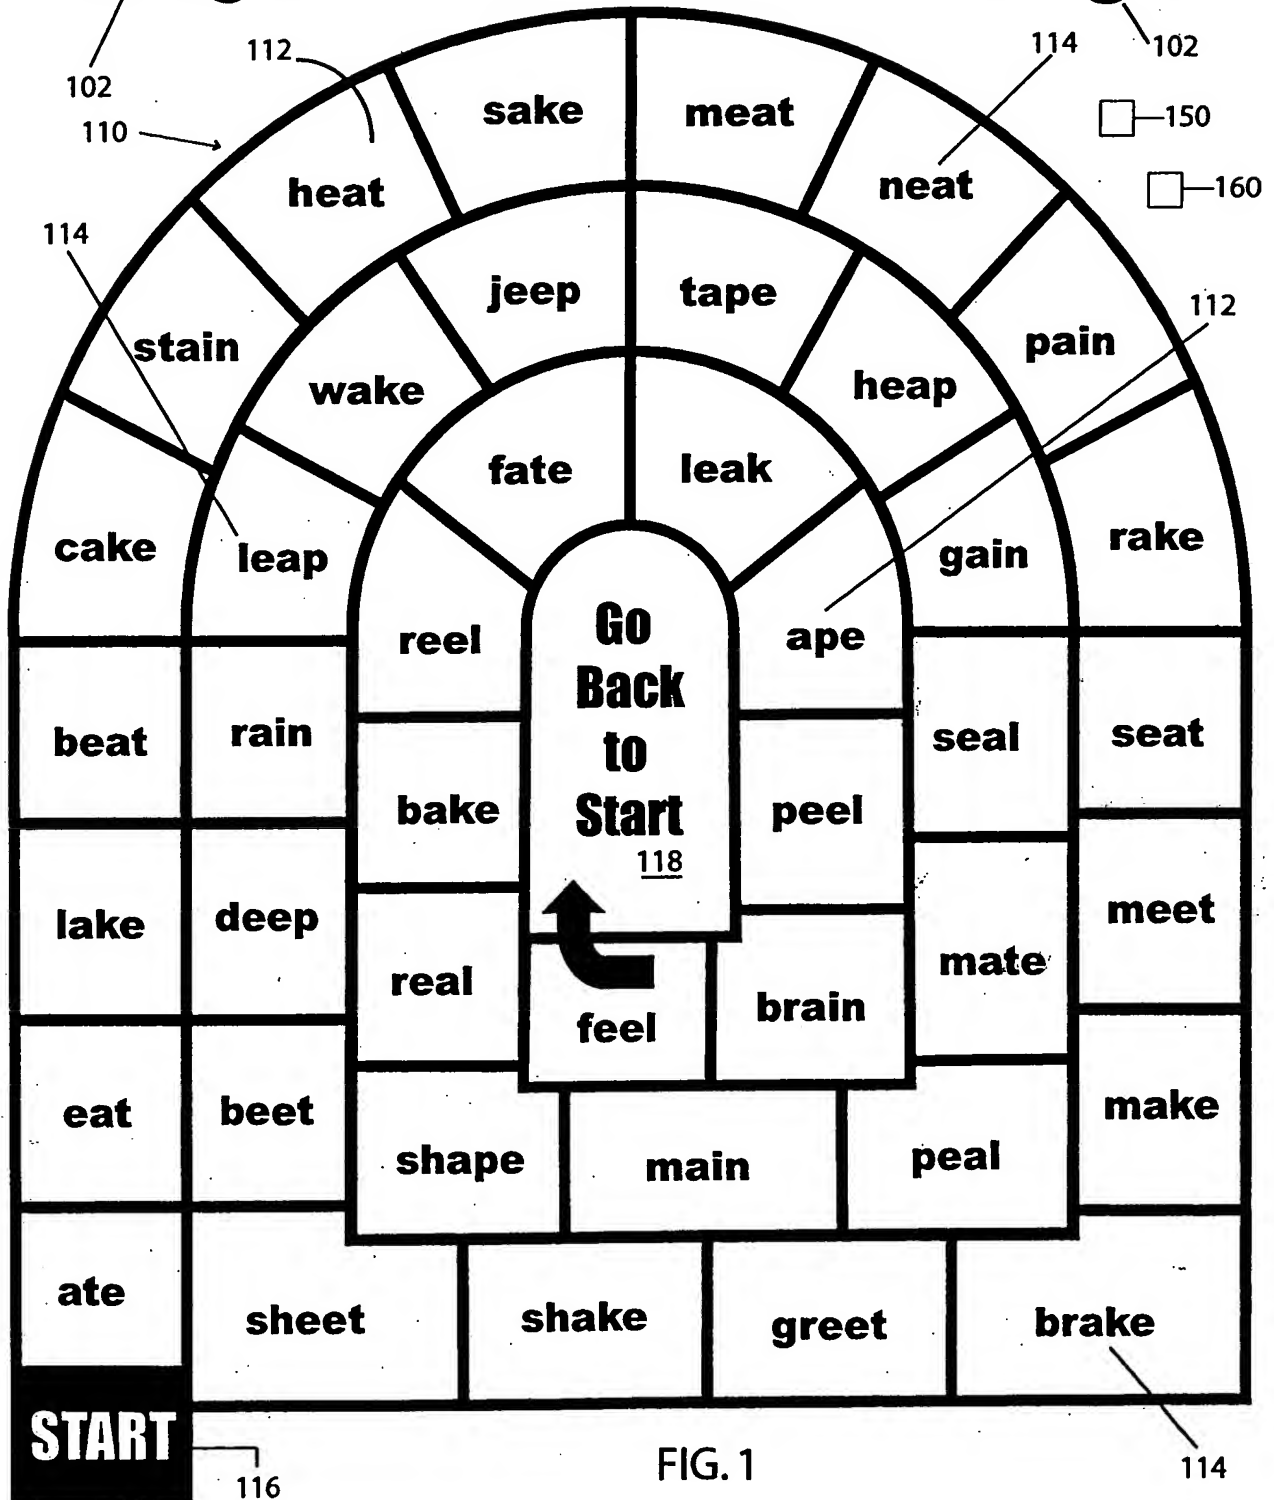 102
112
114
102
110
150
160
114
112
sake
meat
heat
neat
stain
jeep
tape
pain
wake
heap
fate
leak
cake
leap
gain
rake
reel
Go
Back
to
Start
118
ape
beat
rain
bake
peel
seal
seat
lake
deep
real
feel
brain
mate
meet
eat
beet
shape
main
peal
make
ate
sheet
shake
greet
brake
START
116
FIG. 1
114